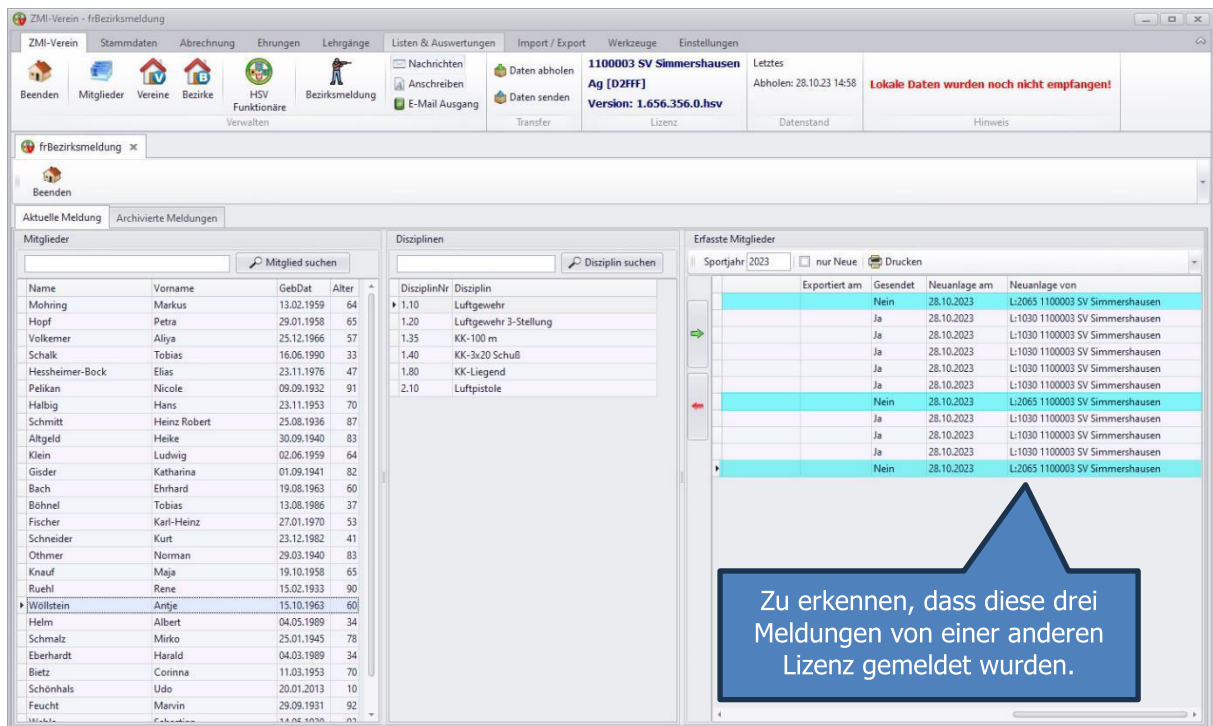 ZMI-Verein - frBezirksmeldung
ZMI-Verein Stammdaten Abrechnung Ehrungen Lehrgänge Listen & Auswertungen Import / Export Werkzeuge Einstellungen
Beenden Mitglieder Vereine Bezirke HSV Funktionäre Bezirksmeldung
Verwalten
Nachrichten
Anschreiben
E-Mail Ausgang
Daten abholen
Daten senden
Transfer
1100003 SV Simmershausen
Ag [D2FFF]
Version: 1.656.356.0.hsv
Lizenz
Letztes
Abholen: 28.10.23 14:58
Datenstand
Lokale Daten wurden noch nicht empfangen!
Hinweis
frBezirksmeldung
Beenden
Aktuelle Meldung Archivierte Meldungen
Mitglieder
Mitglied suchen
Name Vorname GebDat Alter
Mohring Markus 13.02.1959 64
Hopf Petra 29.01.1958 65
Volkemer Aliya 25.12.1966 57
Schalk Tobias 16.06.1990 33
Hessheimer-Bock Elias 23.11.1976 47
Pelikan Nicole 09.09.1932 91
Halbig Hans 23.11.1953 70
Schmitt Heinz Robert 25.08.1936 87
Altgeld Heike 30.09.1940 83
Klein Ludwig 02.06.1959 64
Gisder Katharina 01.09.1941 82
Bach Ehrhard 19.08.1963 60
Böhnel Tobias 13.08.1986 37
Fischer Karl-Heinz 27.01.1970 53
Schneider Kurt 23.12.1982 41
Othmer Norman 29.03.1940 83
Knauf Maja 19.10.1958 65
Ruehl Rene 15.02.1933 90
Wöllstein Antje 15.10.1963 60
Helm Albert 04.05.1989 34
Schmalz Mirko 25.01.1945 78
Eberhardt Harald 04.03.1989 34
Bietz Corinna 11.03.1953 70
Schönhals Udo 20.01.2013 10
Feucht Marvin 29.09.1931 92
Disziplinen
Disziplin suchen
DisziplinNr Disziplin
1.10 Luftgewehr
1.20 Luftgewehr 3-Stellung
1.35 KK-100 m
1.40 KK-3x20 Schuß
1.80 KK-Liegend
2.10 Luftpistole
Erfasste Mitglieder
Sportjahr 2023 nur Neue Drucken
Exportiert am Gesendet Neuanlage am Neuanlage von
Nein 28.10.2023 L:2065 1100003 SV Simmershausen
Ja 28.10.2023 L:1030 1100003 SV Simmershausen
Ja 28.10.2023 L:1030 1100003 SV Simmershausen
Ja 28.10.2023 L:1030 1100003 SV Simmershausen
Ja 28.10.2023 L:1030 1100003 SV Simmershausen
Ja 28.10.2023 L:1030 1100003 SV Simmershausen
Nein 28.10.2023 L:2065 1100003 SV Simmershausen
Ja 28.10.2023 L:1030 1100003 SV Simmershausen
Ja 28.10.2023 L:1030 1100003 SV Simmershausen
Ja 28.10.2023 L:1030 1100003 SV Simmershausen
Nein 28.10.2023 L:2065 1100003 SV Simmershausen
Zu erkennen, dass diese drei
Meldungen von einer anderen
Lizenz gemeldet wurden.